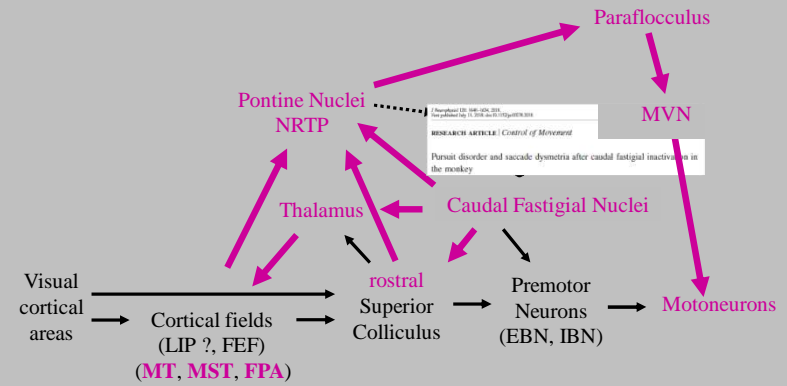 Paraflocculus
Pontine Nuclei
NRTP
MVN
RESEARCH ARTICLE | Control of Movement
Pursuit disorder and saccade dysmetria after caudal fastigial inactivation in
the monkey
Thalamus
Caudal Fastigial Nuclei
Visual
cortical
areas
rostral
Superior
Colliculus
Premotor
Neurons
(EBN, IBN)
Motoneurons
Cortical fields
(LIP ?, FEF)
(MT, MST, FPA)